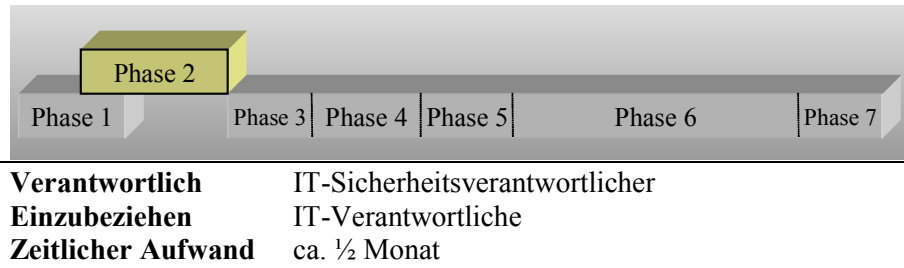 Phase 2
Phase 1 Phase 3 Phase 4 Phase 5 Phase 6 Phase 7
Verantwortlich IT-Sicherheitsverantwortlicher
Einzubeziehen IT-Verantwortliche
Zeitlicher Aufwand ca. ½ Monat